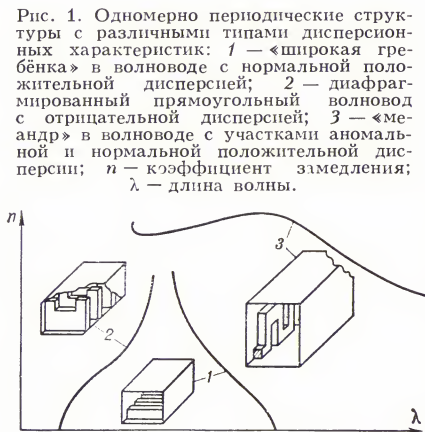 Рис. 1. Одномерно периодические струк-
туры с различными типами дисперсион-
ных характеристик: 1 — «широкая гре-
бёнка» в волноводе с нормальной поло-
жительной дисперсией; 2 — диафраг-
мированный прямоугольный волновод
с отрицательной дисперсией; 3 — «ме-
андр» в волноводе с участками аномаль-
ной и нормальной положительной дис-
персии; n — коэффициент замедления;
λ — длина волны.
n
3
2
1
λ